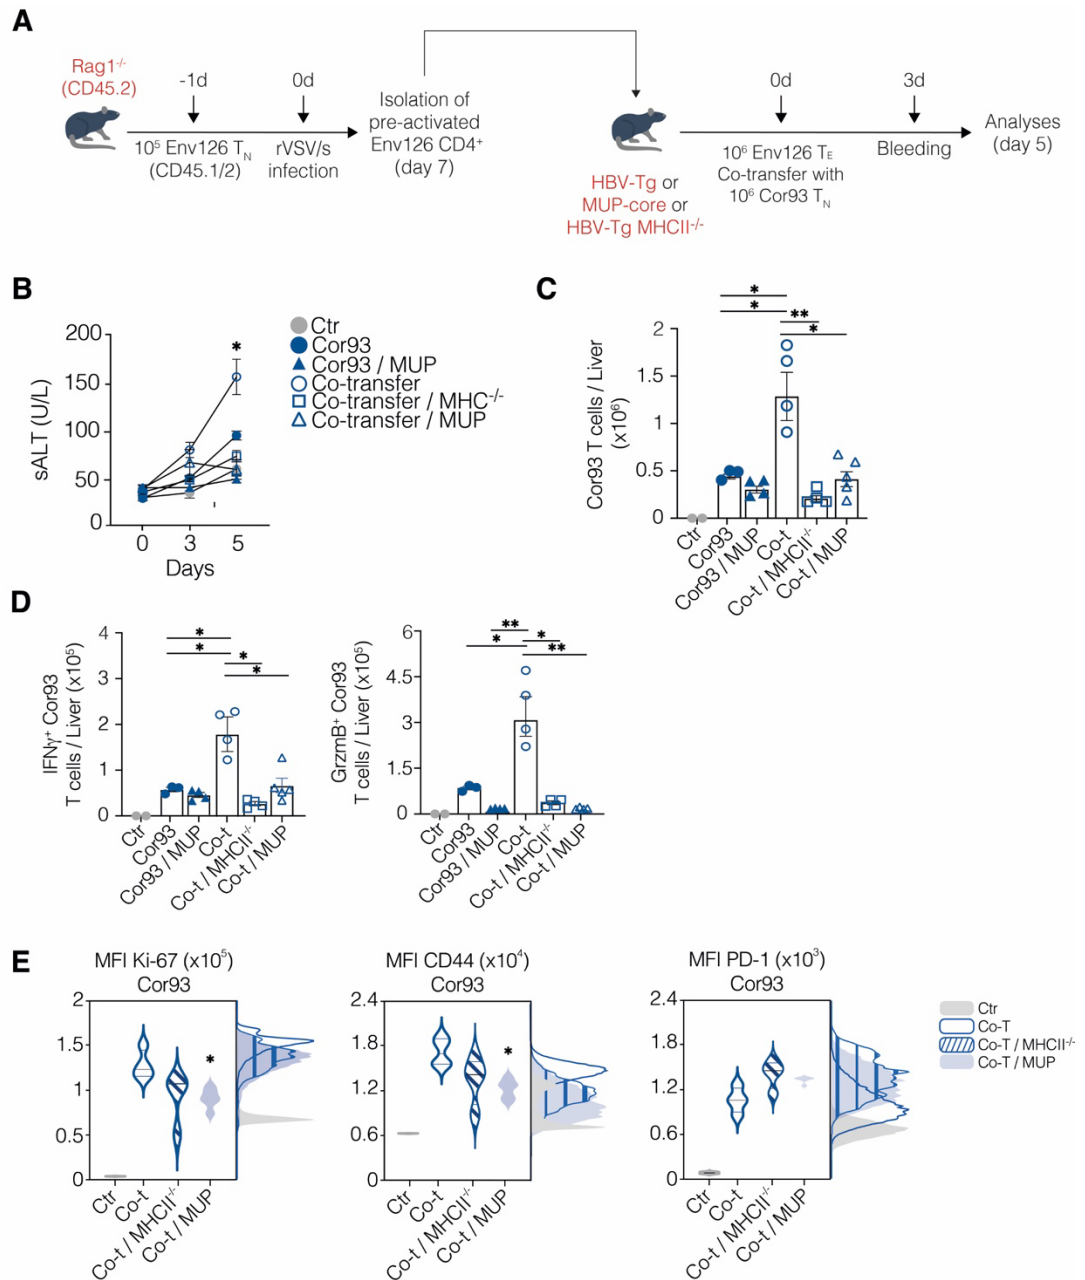 A
Rag1-/-
(CD45.2)
-1d
0d
10⁵ Env126 TN
(CD45.1/2)
rVSV/s
infection
Isolation of
pre-activated
Env126 CD4⁺
(day 7)
HBV-Tg or
MUP-core or
HBV-Tg MHCII-/-
0d
3d
10⁶ Env126 TE
Co-transfer with
10⁶ Cor93 TN
Bleeding
Analyses
(day 5)
B
sALT (U/L)
200
150
100
50
0
0 3 5
Days
*
Ctr
Cor93
Cor93 / MUP
Co-transfer
Co-transfer / MHC-/-
Co-transfer / MUP
C
Cor93 T cells / Liver
(x10⁶)
2
1.5
1
0.5
0
*
*
**
*
Ctr
Cor93
Cor93 / MUP
Co-t
Co-t / MHCII-/-
Co-t / MUP
D
IFNγ⁺ Cor93
T cells / Liver (x10⁵)
4
3
2
1
0
*
*
*
*
Ctr
Cor93
Cor93 / MUP
Co-t
Co-t / MHCII-/-
Co-t / MUP
GrzmB⁺ Cor93
T cells / Liver (x10⁵)
6
4.5
3
1.5
0
**
*
*
**
Ctr
Cor93
Cor93 / MUP
Co-t
Co-t / MHCII-/-
Co-t / MUP
E
MFI Ki-67 (x10⁵)
Cor93
2
1.5
1
0.5
0
*
Ctr
Co-t
Co-t / MHCII-/-
Co-t / MUP
MFI CD44 (x10⁴)
Cor93
2.4
1.8
1.2
0.6
0
*
Ctr
Co-t
Co-t / MHCII-/-
Co-t / MUP
MFI PD-1 (x10³)
Cor93
2.4
1.8
1.2
0.6
0
Ctr
Co-t
Co-t / MHCII-/-
Co-t / MUP
Ctr
Co-T
Co-T / MHCII-/-
Co-T / MUP